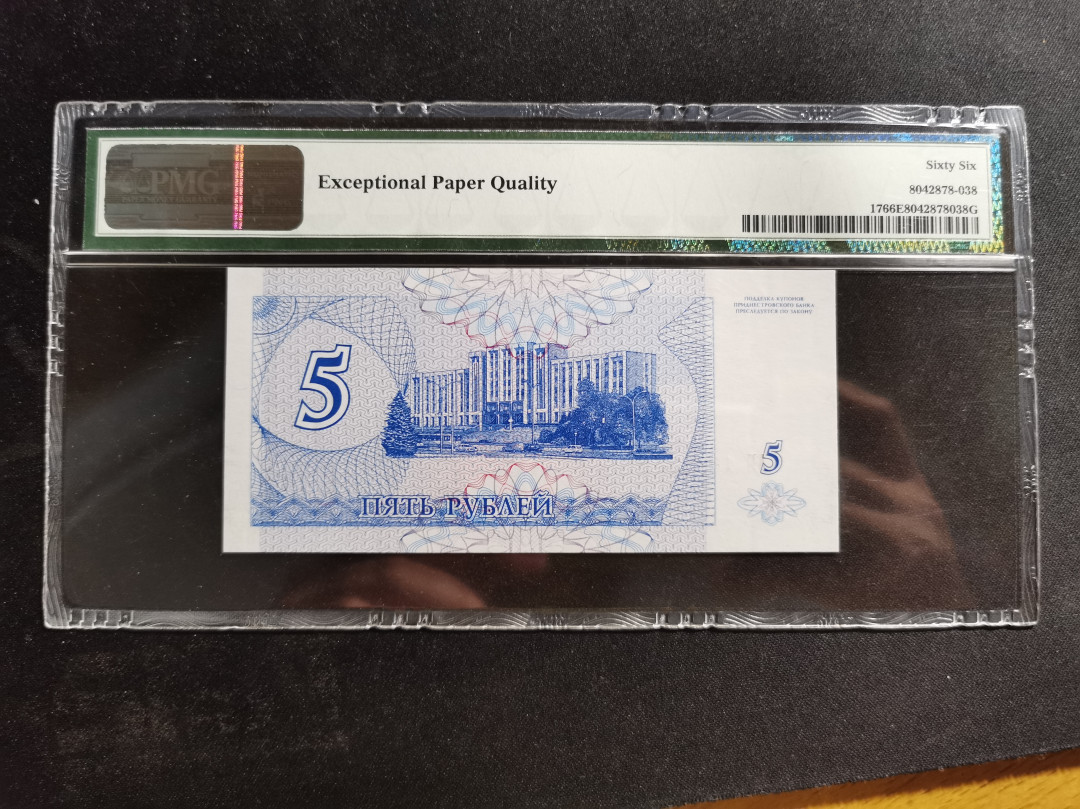 PMG
Exceptional Paper Quality
Sixty Six
8042878-038
1766E8042878038G
ПОДДЕЛКА КУПОНОВ
ПРИДНЕСТРОВСКОГО БАНКА
ПРЕСЛЕДУЕТСЯ ПО ЗАКОНУ
5
5
ПЯТЬ РУБЛЕЙ